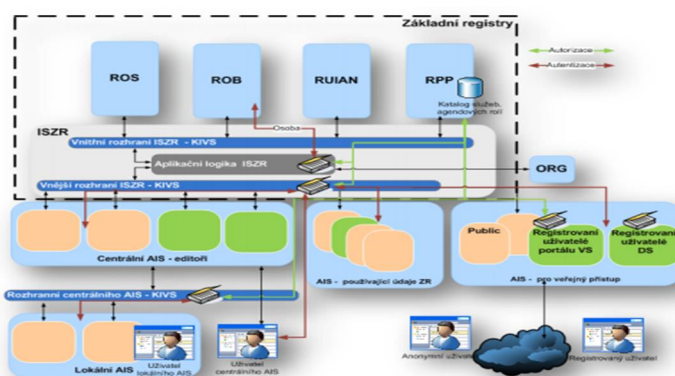 Základní registry
ROS
ROB
RUIAN
RPP
Autorizace
Autentizace
Katalog služeb,
agendových rolí
Osoba
ISZR
Vnitřní rozhraní ISZR - KIVS
Aplikační logika ISZR
Vnější rozhraní ISZR - KIVS
ORG
Centrální AIS - editoři
AIS - používající údaje ZR
Public
Registrovaní
uživatelé
portálu VS
Registrovaní
uživatelé
DS
AIS - pro veřejný přístup
Rozhranní centrálního AIS - KIVS
Lokální AIS
Uživatel
lokálního AIS
Uživatel
centrálního AIS
Anonymní uživatel
Registrovaný uživatel